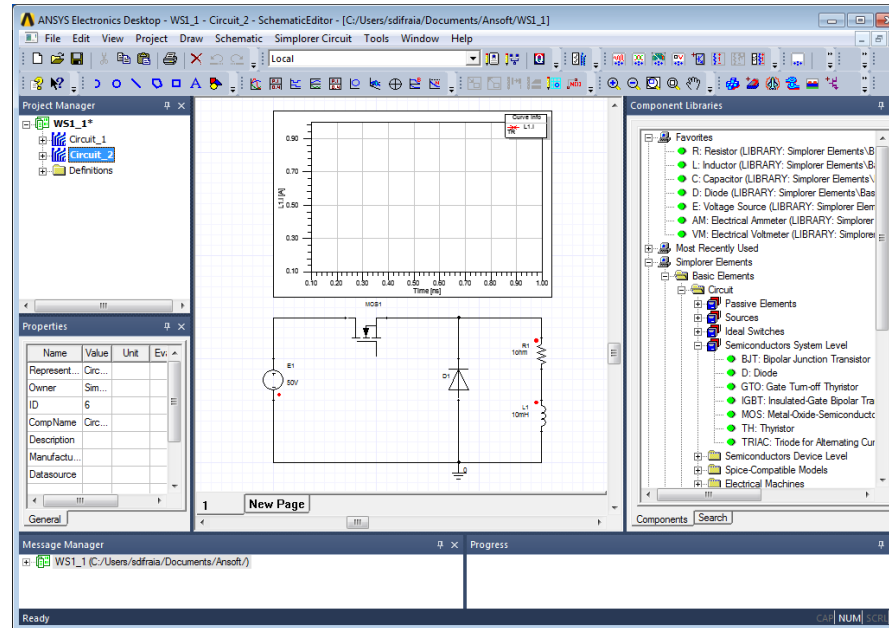 ANSYS Electronics Desktop - WS1_1 - Circuit_2 - SchematicEditor - [C:/Users/sdifraia/Documents/Ansoft/WS1_1]
File Edit View Project Draw Schematic Simplorer Circuit Tools Window Help
Local
Project Manager
WS1_1*
Circuit_1
Circuit_2
Definitions
Properties
Name Value Unit Eva
Represent... Circ...
Owner Sim...
ID 6
CompName Circ...
Description
Manufactu...
Datasource
General
Curve Info
L1.I
TR
0.90
0.70
0.50
0.30
0.10
L1.I [A]
0.10 0.20 0.30 0.40 0.50 0.60 0.70 0.80 0.90 1.00
Time [ns]
MOS1
E1
50V
D1
R1
1ohm
L1
10mH
0
1 New Page
Component Libraries
Favorites
R: Resistor (LIBRARY: Simplorer Elements\B
L: Inductor (LIBRARY: Simplorer Elements\Ba
C: Capacitor (LIBRARY: Simplorer Elements\
D: Diode (LIBRARY: Simplorer Elements\Bas
E: Voltage Source (LIBRARY: Simplorer Elem
AM: Electrical Ammeter (LIBRARY: Simplorer
VM: Electrical Voltmeter (LIBRARY: Simplorer
Most Recently Used
Simplorer Elements
Basic Elements
Circuit
Passive Elements
Sources
Ideal Switches
Semiconductors System Level
BJT: Bipolar Junction Transistor
D: Diode
GTO: Gate Turn-off Thyristor
IGBT: Insulated-Gate Bipolar Tra
MOS: Metal-Oxide-Semiconducto
TH: Thyristor
TRIAC: Triode for Alternating Cur
Semiconductors Device Level
Spice-Compatible Models
Electrical Machines
Components Search
Message Manager
WS1_1 (C:/Users/sdifraia/Documents/Ansoft/)
Progress
Ready
CAP NUM SCRL